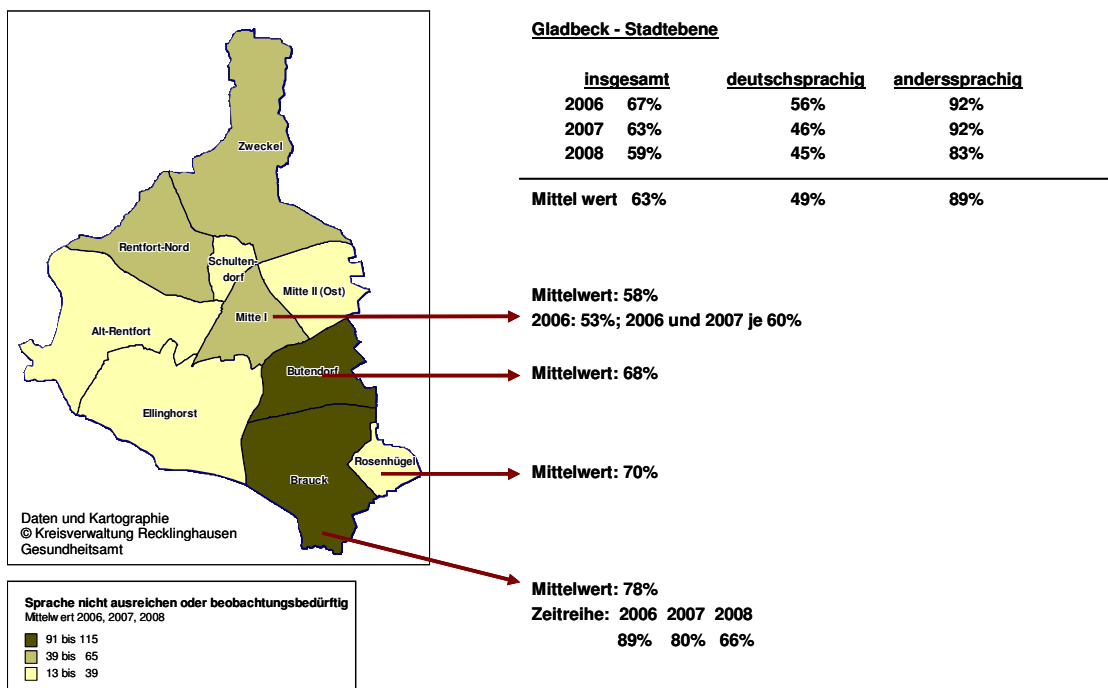 Gladbeck - Stadtebene
insgesamt deutschsprachig anderssprachig
2006 67% 56% 92%
2007 63% 46% 92%
2008 59% 45% 83%
Mittel wert 63% 49% 89%
Zweckel
Rentfort-Nord
Schulten-
dorf
Mitte II (Ost)
Mitte I
Alt-Rentfort
Butendorf
Ellinghorst
Rosenhügel
Brauck
Mittelwert: 58%
2006: 53%; 2006 und 2007 je 60%
Mittelwert: 68%
Mittelwert: 70%
Mittelwert: 78%
Zeitreihe: 2006 2007 2008
89% 80% 66%
Daten und Kartographie
© Kreisverwaltung Recklinghausen
Gesundheitsamt
Sprache nicht ausreichen oder beobachtungsbedürftig
Mittelwert 2006, 2007, 2008
91 bis 115
39 bis 65
13 bis 39